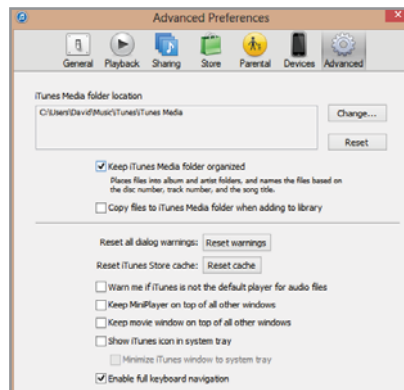 Advanced Preferences
General Playback Sharing Store Parental Devices Advanced
iTunes Media folder location
C:\Users\David\Music\iTunes\iTunes Media
Change...
Reset
Keep iTunes Media folder organized
Places files into album and artist folders, and names the files based
on the disc number, track number, and the song title.
Copy files to iTunes Media folder when adding to library
Reset all dialog warnings: Reset warnings
Reset iTunes Store cache: Reset cache
Warn me if iTunes is not the default player for audio files
Keep MiniPlayer on top of all other windows
Keep movie window on top of all other windows
Show iTunes icon in system tray
Minimize iTunes window to system tray
Enable full keyboard navigation